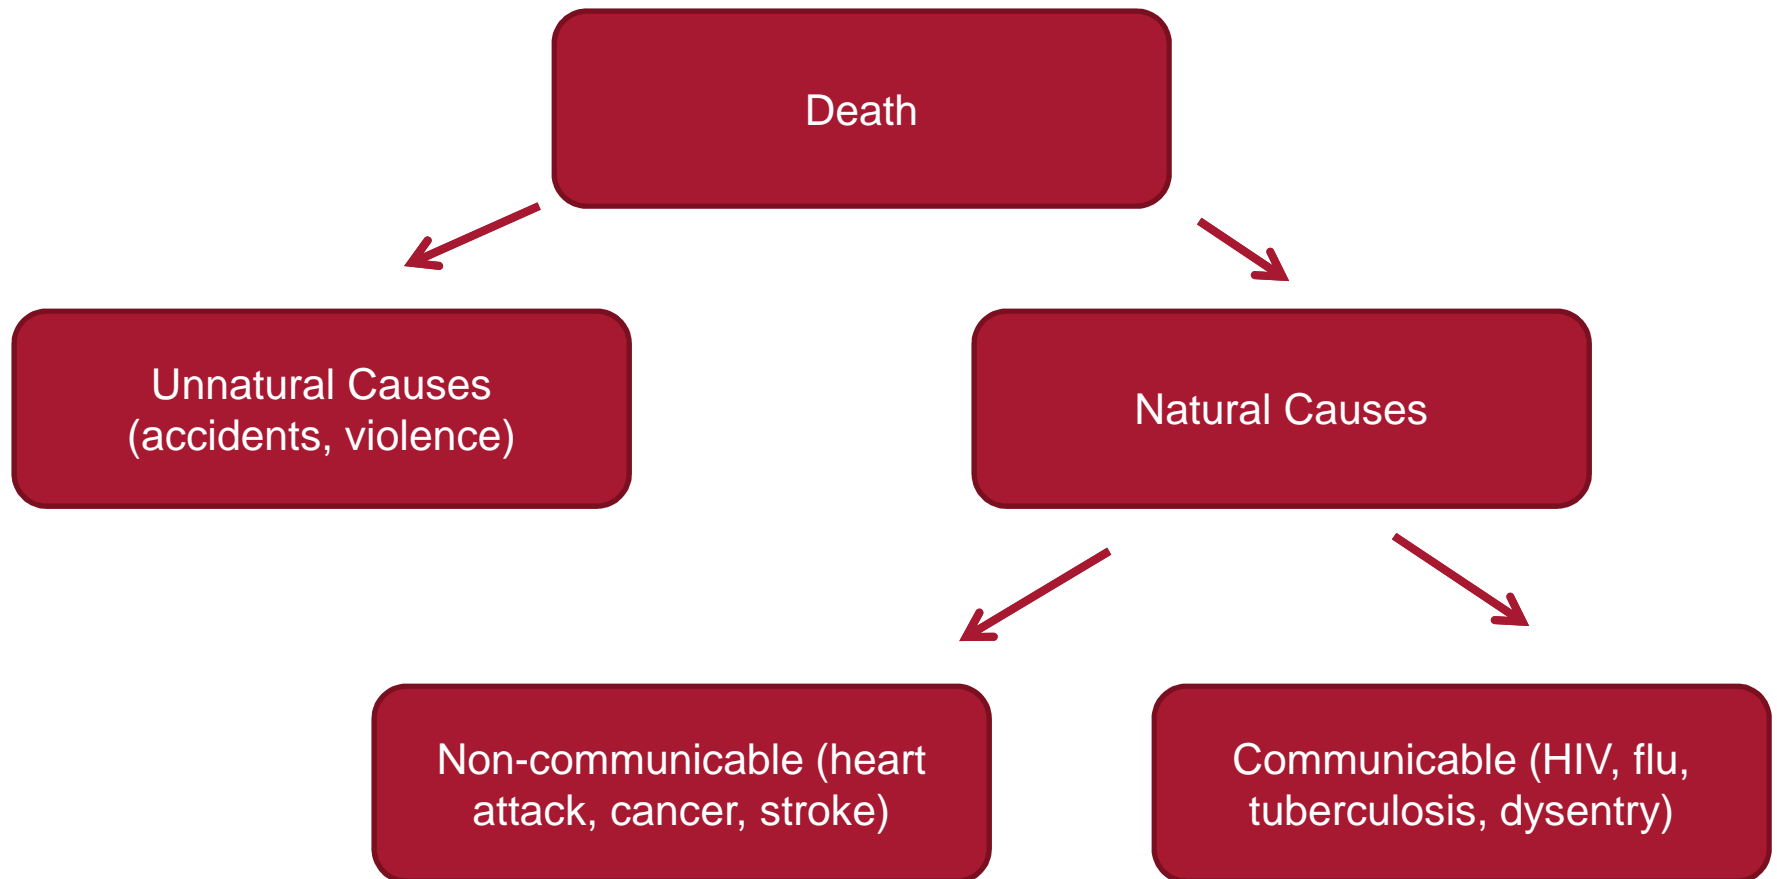 Death
Unnatural Causes
(accidents, violence)
Natural Causes
Non-communicable (heart
attack, cancer, stroke)
Communicable (HIV, flu,
tuberculosis, dysentry)